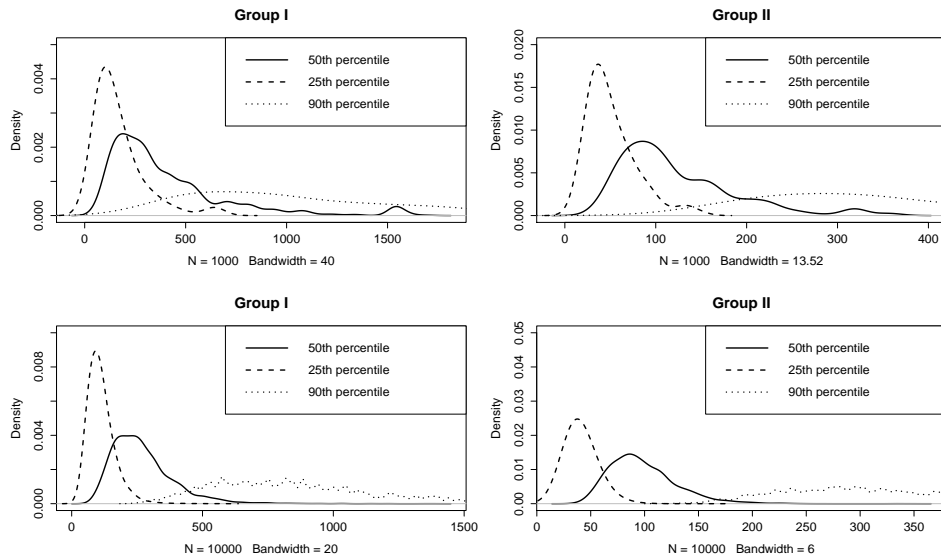 Group I
Density
0.000
0.002
0.004
0
500
1000
1500
N = 1000 Bandwidth = 40
50th percentile
25th percentile
90th percentile
Group II
Density
0.000
0.005
0.010
0.015
0.020
0
100
200
300
400
N = 1000 Bandwidth = 13.52
50th percentile
25th percentile
90th percentile
Group I
Density
0.000
0.004
0.008
0
500
1000
1500
N = 10000 Bandwidth = 20
50th percentile
25th percentile
90th percentile
Group II
Density
0.00
0.01
0.02
0.03
0.04
0.05
0
50
100
150
200
250
300
350
N = 10000 Bandwidth = 6
50th percentile
25th percentile
90th percentile